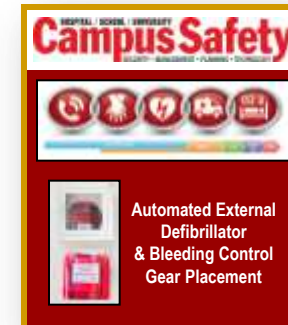 HOSPITAL / SCHOOL / UNIVERSITY
Campus Safety
Automated External
Defibrillator
& Bleeding Control
Gear Placement